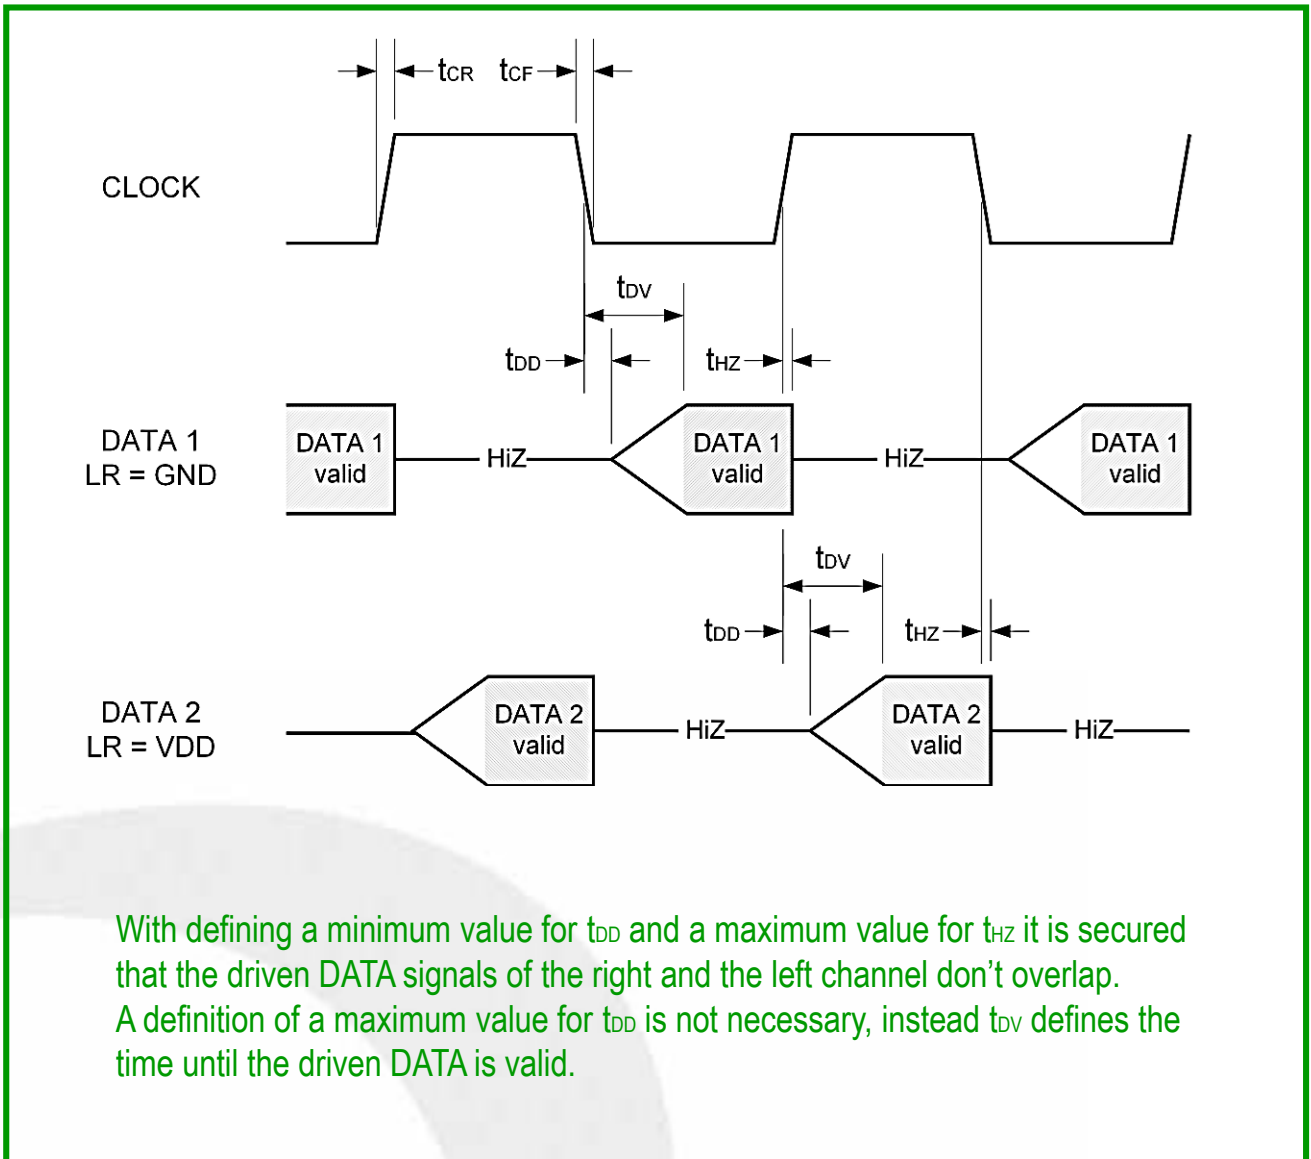 tCR tCF
CLOCK
tDV
tDD tHZ
DATA 1
LR = GND
DATA 1
valid
HiZ
DATA 1
valid
HiZ
DATA 1
valid
tDV
tDD tHZ
DATA 2
LR = VDD
DATA 2
valid
HiZ
DATA 2
valid
HiZ
With defining a minimum value for tDD and a maximum value for tHZ it is secured
that the driven DATA signals of the right and the left channel don’t overlap.
A definition of a maximum value for tDD is not necessary, instead tDV defines the
time until the driven DATA is valid.